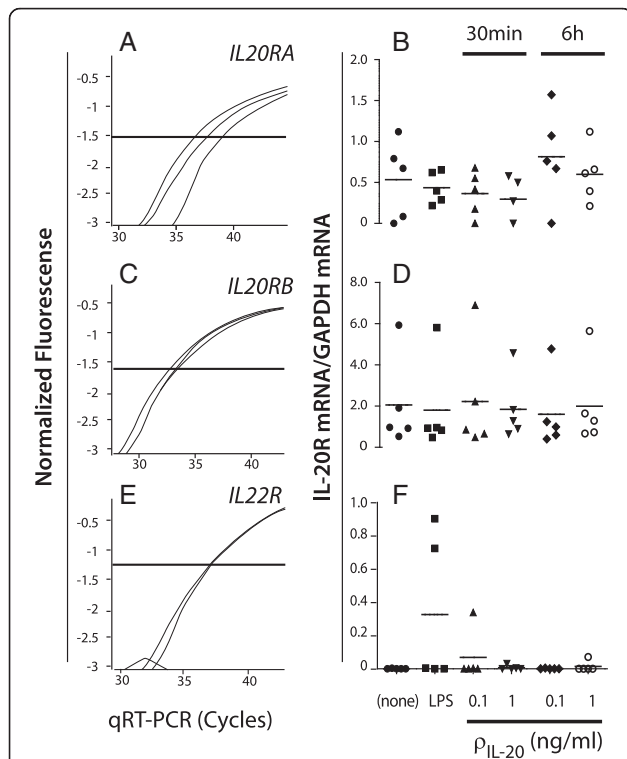 A
IL20RA
-0.5
-1
-1.5
-2
-2.5
-3
30 35 40
B
30min 6h
2.0
1.5
1.0
0.5
0
C
IL20RB
-0.5
-1
-1.5
-2
-2.5
-3
30 35 40
D
8.0
6.0
4.0
2.0
0
E
IL22R
-0.5
-1
-1.5
-2
-2.5
-3
30 35 40
F
1.0
0.8
0.6
0.4
0.2
0
Normalized Fluorescense
IL-20R mRNA/GAPDH mRNA
qRT-PCR (Cycles)
(none) LPS 0.1 1 0.1 1
ρIL-20 (ng/ml)